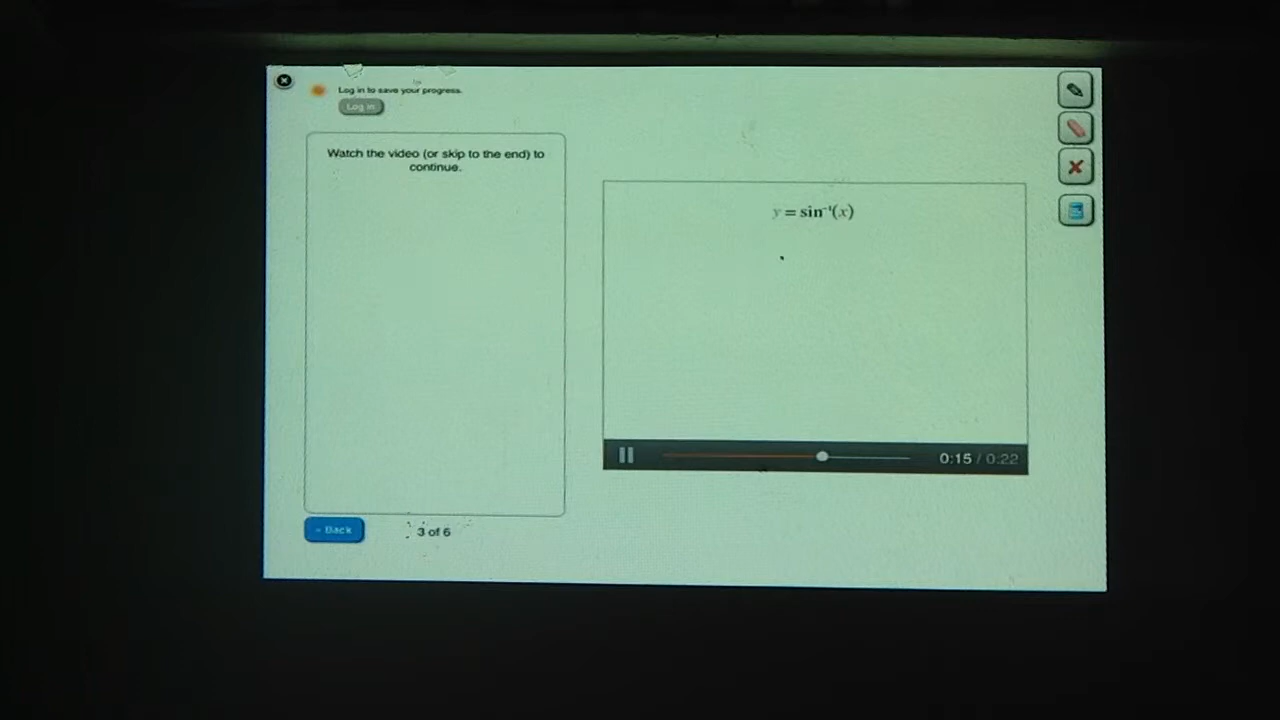 Log in to save your progress.
Log in
Watch the video (or skip to the end) to
continue.
y = sin⁻¹(x)
0:15 / 0:22
« Back
3 of 6